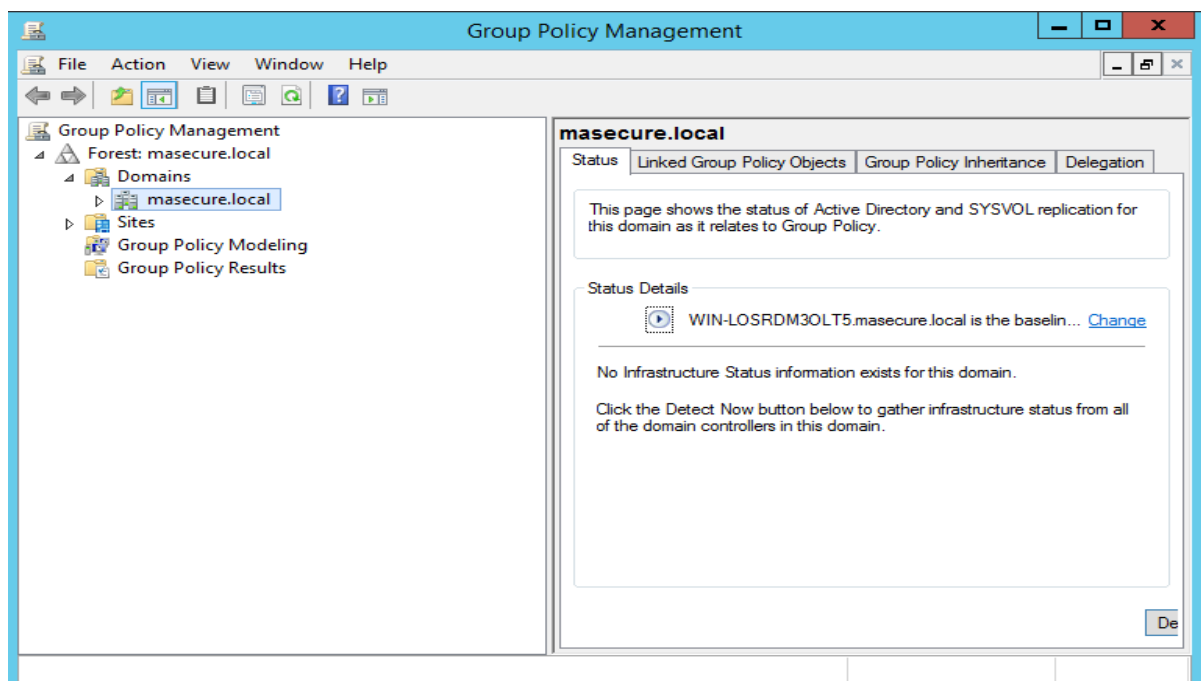 Group Policy Management
File Action View Window Help
Group Policy Management
Forest: masecure.local
Domains
masecure.local
Sites
Group Policy Modeling
Group Policy Results
masecure.local
Status Linked Group Policy Objects Group Policy Inheritance Delegation
This page shows the status of Active Directory and SYSVOL replication for
this domain as it relates to Group Policy.
Status Details
WIN-LOSRDM3OLT5.masecure.local is the baselin... Change
No Infrastructure Status information exists for this domain.
Click the Detect Now button below to gather infrastructure status from all
of the domain controllers in this domain.
De